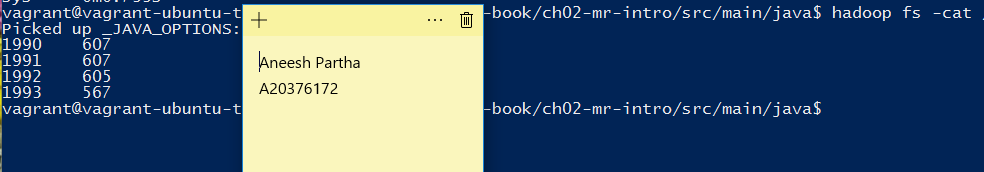 vagrant@vagrant-ubuntu-t -book/ch02-mr-intro/src/main/java$ hadoop fs -cat
Picked up _JAVA_OPTIONS:
1990 607
1991 607
1992 605
1993 567
vagrant@vagrant-ubuntu-t -book/ch02-mr-intro/src/main/java$
Aneesh Partha
A20376172